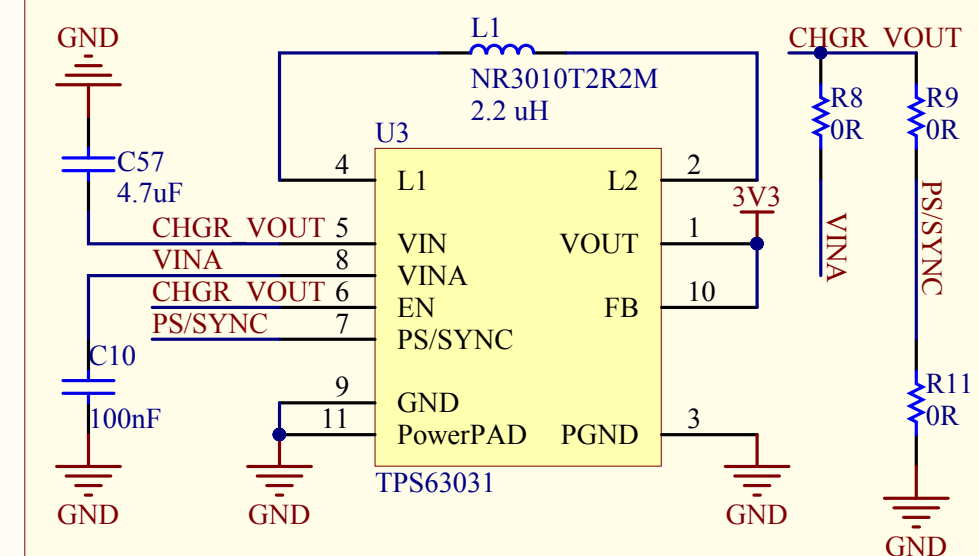 GND
C57
4.7uF
L1
NR3010T2R2M
2.2 uH
U3
4
L1
L2
2
CHGR_VOUT 5
VIN
VOUT
1
3V3
VINA
8
VINA
CHGR_VOUT 6
EN
FB
10
PS/SYNC
7
PS/SYNC
C10
100nF
GND
9
GND
11
PowerPAD
PGND
3
TPS63031
GND
GND
CHGR_VOUT
R8
0R
R9
0R
VINA
PS/SYNC
R11
0R
GND